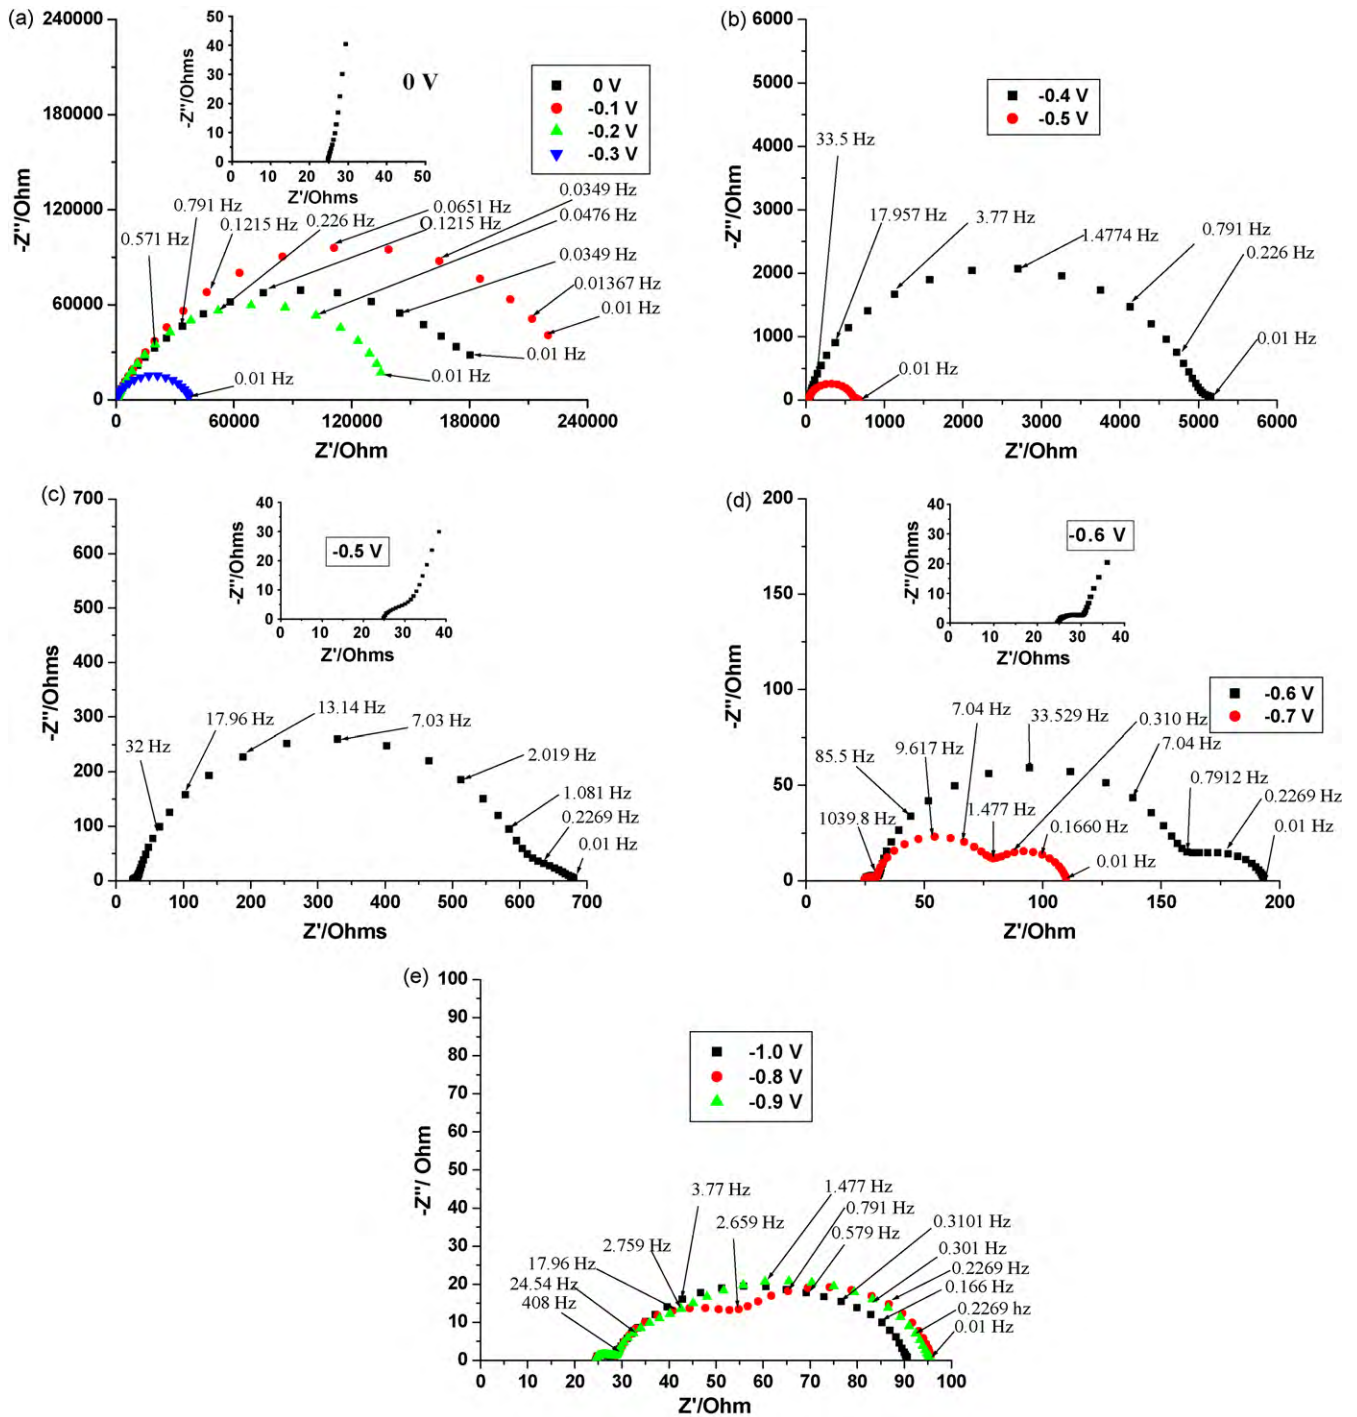 (a)
240000
180000
120000
60000
0
-Z''/Ohm
50
40
30
20
10
0
-Z''/Ohms
0 V
0 10 20 30 40 50
Z'/Ohms
0 V
-0.1 V
-0.2 V
-0.3 V
0.571 Hz
0.791 Hz
0.1215Hz
0.226 Hz
0.0651 Hz
0.1215Hz
0.0349 Hz
0.0476 Hz
0.0349 Hz
0.01367 Hz
0.01 Hz
0.01 Hz
0.01 Hz
0.01 Hz
0 60000 120000 180000 240000
Z'/Ohm
(b)
6000
5000
4000
3000
2000
1000
0
-Z''/Ohm
-0.4 V
-0.5 V
33.5 Hz
17.957 Hz
3.77 Hz
1.4774 Hz
0.791 Hz
0.226 Hz
0.01 Hz
0.01 Hz
0 1000 2000 3000 4000 5000 6000
Z'/Ohm
(c)
700
600
500
400
300
200
100
0
-Z''/Ohms
40
30
20
10
0
-Z''/Ohms
-0.5 V
0 10 20 30 40
Z'/Ohms
32 Hz
17.96 Hz
13.14 Hz
7.03 Hz
2.019 Hz
1.081 Hz
0.2269 Hz
0.01 Hz
0 100 200 300 400 500 600 700
Z'/Ohms
(d)
200
150
100
50
0
-Z''/Ohm
40
30
20
10
0
-Z''/Ohms
-0.6 V
0 10 20 30 40
Z'/Ohms
-0.6 V
-0.7 V
1039.8 Hz
85.5 Hz
9.617 Hz
7.04 Hz
33.529 Hz
1.477 Hz
0.310 Hz
0.1660 Hz
7.04 Hz
0.7912 Hz
0.2269 Hz
0.01 Hz
0.01 Hz
0 50 100 150 200
Z'/Ohm
(e)
100
90
80
70
60
50
40
30
20
10
0
-Z''/ Ohm
-1.0 V
-0.8 V
-0.9 V
408 Hz
24.54 Hz
17.96 Hz
2.759 Hz
3.77 Hz
2.659 Hz
1.477 Hz
0.791 Hz
0.579 Hz
0.3101 Hz
0.301 Hz
0.2269 Hz
0.166 Hz
0.2269 hz
0.01 Hz
0 10 20 30 40 50 60 70 80 90 100
Z'/Ohm